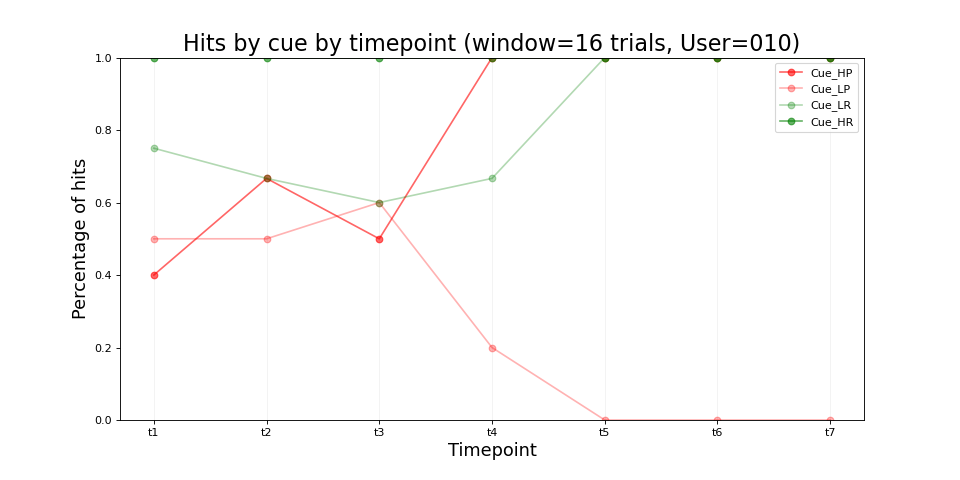 Hits by cue by timepoint (window=16 trials, User=010)
Percentage of hits
1.0
0.8
0.6
0.4
0.2
0.0
Cue_HP
Cue_LP
Cue_LR
Cue_HR
t1 t2 t3 t4 t5 t6 t7
Timepoint